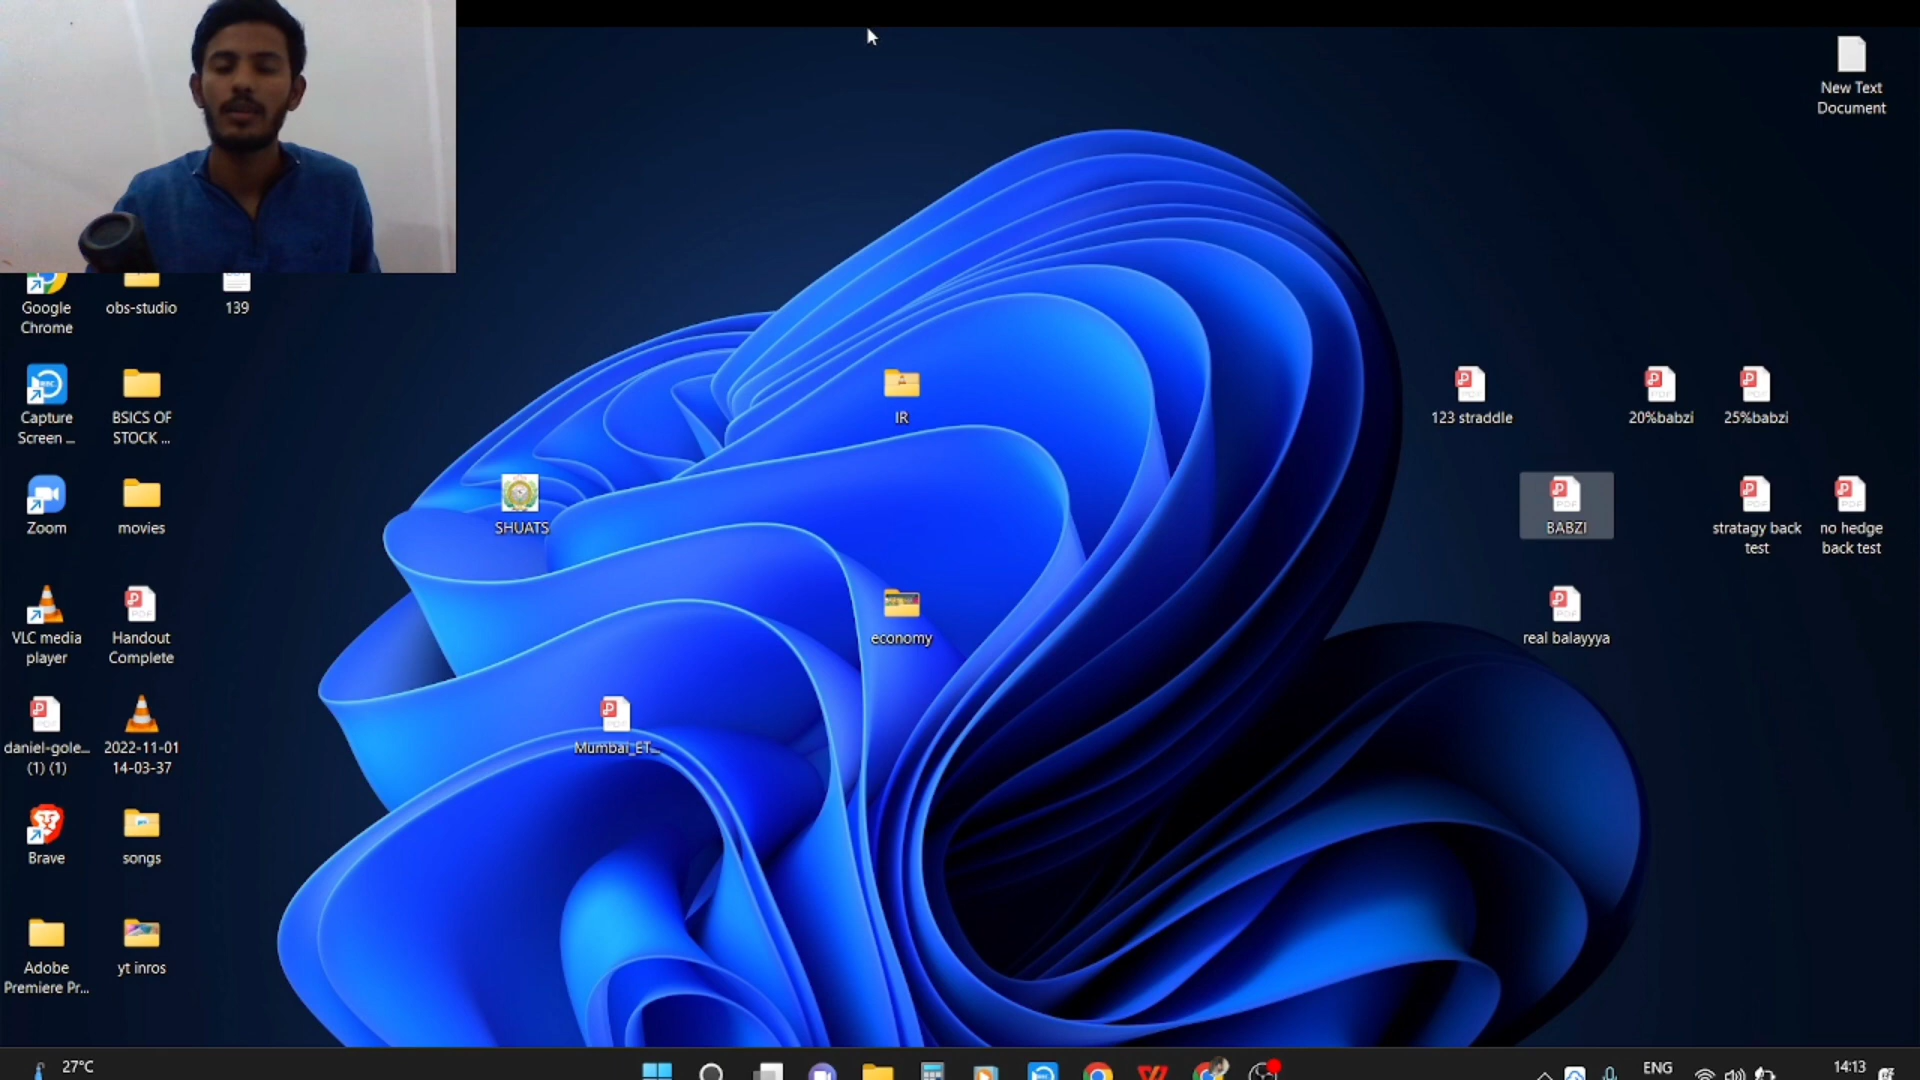 New Text
Document
Google
Chrome
obs-studio
139
Capture
Screen ...
BSICS OF
STOCK ...
IR
123 straddle
20%babzi
25%babzi
Zoom
movies
SHUATS
BABZI
stratagy back
test
no hedge
back test
VLC media
player
Handout
Complete
economy
real balayyya
daniel-gole...
(1) (1)
2022-11-01
14-03-37
Mumbai_ET...
Brave
songs
Adobe
Premiere Pr...
yt inros
27°C
ENG
14:13